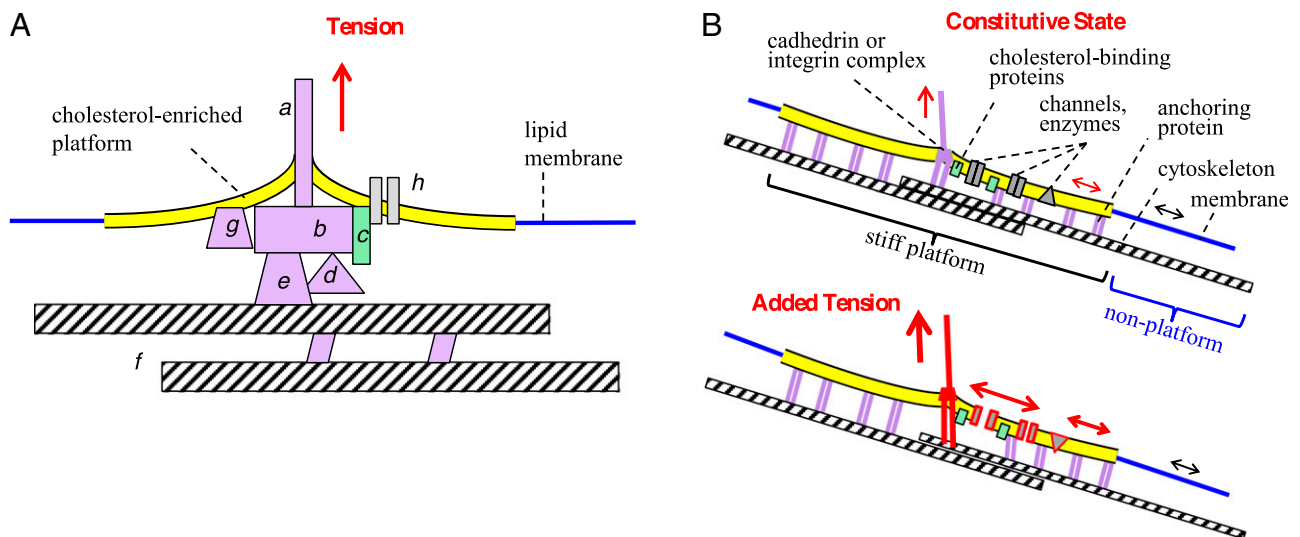 A
Tension
a
cholesterol-enriched
platform
lipid
membrane
h
g
b
c
d
e
f
B
Constitutive State
cadhedrin or
integrin complex
cholesterol-binding
proteins
channels,
enzymes
anchoring
protein
cytoskeleton
membrane
stiff platform
non-platform
Added Tension